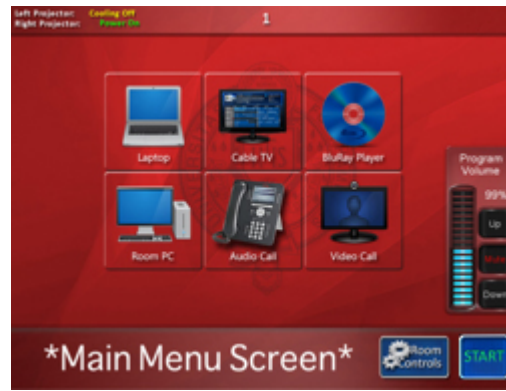 Left Projector: Cooling Off
Right Projector: Power On
1
Laptop
Cable TV
BluRay Player
Room PC
Audio Call
Video Call
Program
Volume
99%
Up
Mute
Down
*Main Menu Screen*
Room
Controls
START